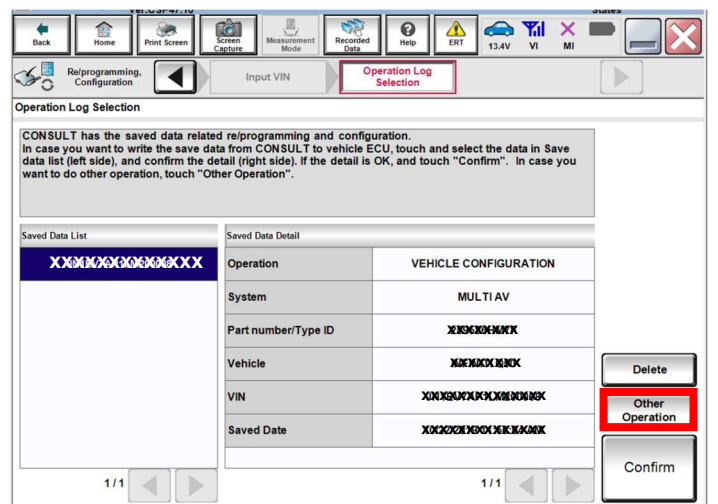 Ver.CSP47.10
States
Back
Home
Print Screen
Screen
Capture
Measurement
Mode
Recorded
Data
Help
ERT
13.4V
VI
MI
Re/programming,
Configuration
Input VIN
Operation Log
Selection
Operation Log Selection
CONSULT has the saved data related re/programming and configuration.
In case you want to write the save data from CONSULT to vehicle ECU, touch and select the data in Save
data list (left side), and confirm the detail (right side). If the detail is OK, and touch "Confirm". In case you
want to do other operation, touch "Other Operation".
Saved Data List
Saved Data Detail
Operation
VEHICLE CONFIGURATION
System
MULTI AV
Part number/Type ID
Vehicle
VIN
Saved Date
Delete
Other
Operation
Confirm
1/1
1/1